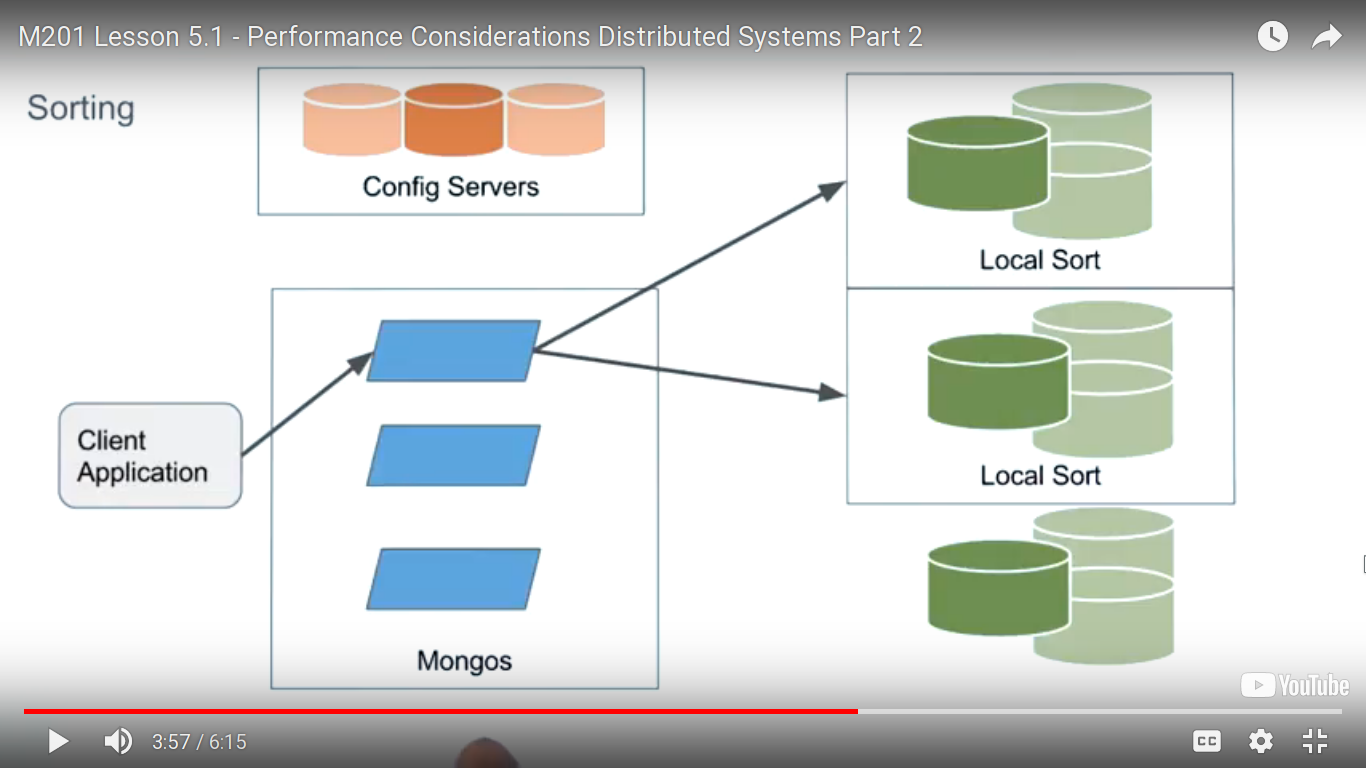 M201 Lesson 5.1 - Performance Considerations Distributed Systems Part 2
Sorting
Config Servers
Local Sort
Client
Application
Local Sort
Mongos
YouTube
3:57 / 6:15
CC